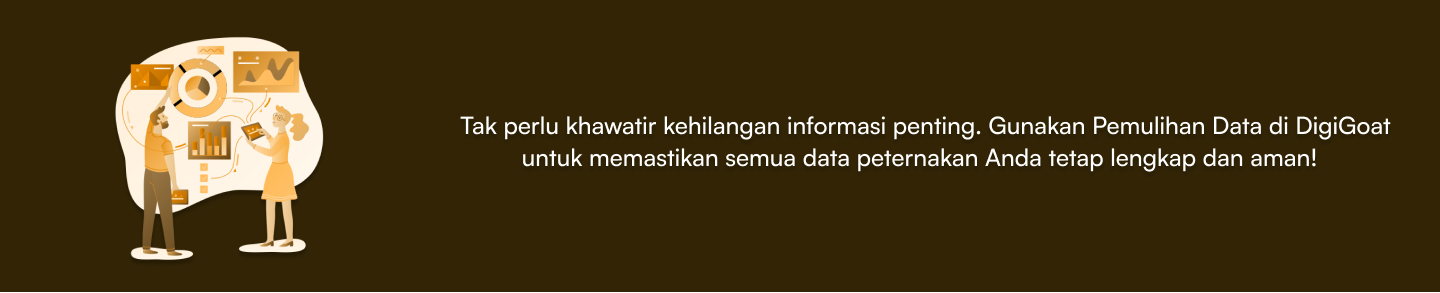 Tak perlu khawatir kehilangan informasi penting. Gunakan Pemulihan Data di DigiGoat
untuk memastikan semua data peternakan Anda tetap lengkap dan aman!